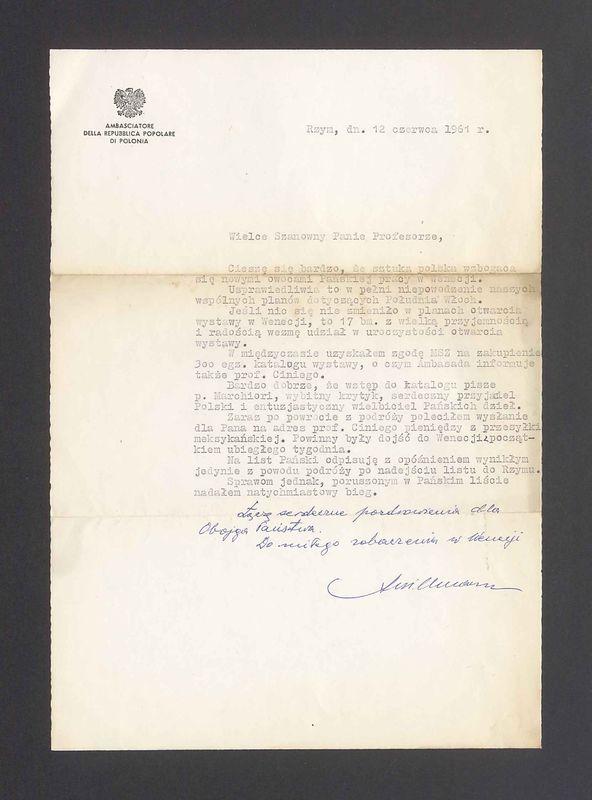 AMBASCIATORE
DELLA REPUBBLICA POPOLARE
DI POLONIA
Rzym, dn. 12 czerwca 1961 r.
Wielce Szanowny Panie Profesorze,
Cieszę się bardzo, że sztuka polska wzbogaca
się nowymi owocami Pańskiej pracy w Wenecji.
Usprawiedliwia to w pełni niepowodzenie naszych
wspólnych planów dotyczących Południa Włoch.
Jeśli nic się nie zmieniło w planach otwarcia
wystawy w Wenecji, to 17 bm. z wielką przyjemnością
i radością wezmę udział w uroczystości otwarcia
wystawy.
W międzyczasie uzyskałem zgodę MSZ na zakupienie
300 egz. katalogu wystawy, o czym Ambasada informuje
także prof. Ciniego.
Bardzo dobrze, że wstęp do katalogu pisze
p. Marchiori, wybitny krytyk, serdeczny przyjaciel
Polski i entuzjastyczny wielbiciel Pańskich dzieł.
Zaraz po powrocie z podróży poleciłem wysłanie
dla Pana na adres prof. Ciniego pieniędzy z przesyłki
meksykańskiej. Powinny były dojść do Wenecji z począt-
kiem ubiegłego tygodnia.
Na list Pański odpisuję z opóźnieniem wynikłym
jedynie z powodu podróży po nadejściu listu do Rzymu.
Sprawom jednak, poruszonym w Pańskim liście
nadałem natychmiastowy bieg.
Łączę serdeczne pozdrowienia dla
Obojga Państwa.
Do miłego zobaczenia w Wenecji